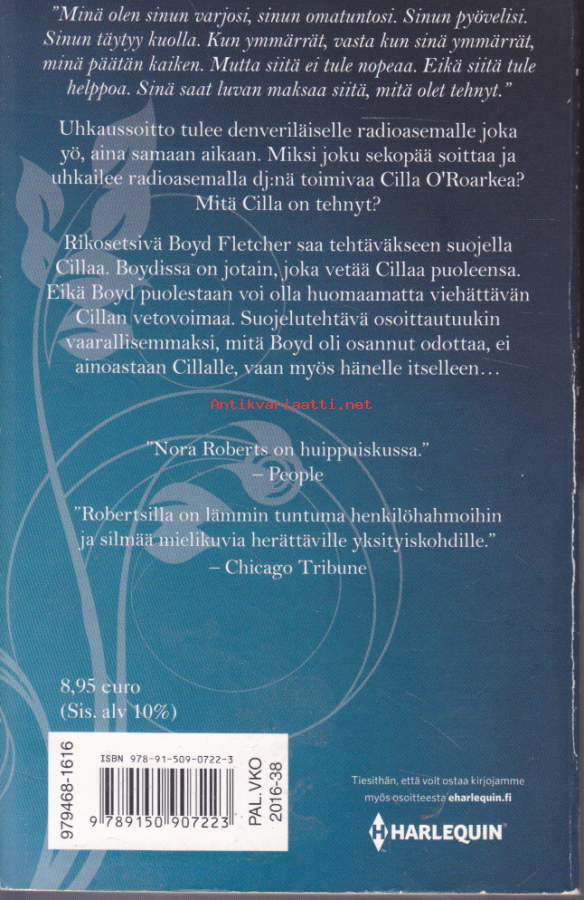 "Minä olen sinun varjosi, sinun omatuntosi. Sinun pyövelisi.
Sinun täytyy kuolla. Kun ymmärrät, vasta kun sinä ymmärrät,
minä päätän kaiken. Mutta siitä ei tule nopeaa. Eikä siitä tule
helppoa. Sinä saat luvan maksaa siitä, mitä olet tehnyt."
Uhkaussoitto tulee denveriläiselle radioasemalle joka
yö, aina samaan aikaan. Miksi joku sekopää soittaa ja
uhkailee radioasemalla dj:nä toimivaa Cilla O'Roarkea?
Mitä Cilla on tehnyt?
Rikosetsivä Boyd Fletcher saa tehtäväkseen suojella
Cillaa. Boydissa on jotain, joka vetää Cillaa puoleensa.
Eikä Boyd puolestaan voi olla huomaamatta viehättävän
Cillan vetovoimaa. Suojelutehtävä osoittautuukin
vaarallisemmaksi, mitä Boyd oli osannut odottaa, ei
ainoastaan Cillalle, vaan myös hänelle itselleen...
Antikvariaatti.net
"Nora Roberts on huippuiskussa."
– People
"Robertsilla on lämmin tuntuma henkilöhahmoihin
ja silmää mielikuvia herättäville yksityiskohdille."
– Chicago Tribune
8,95 euro
(Sis. alv 10%)
979468-1616
ISBN 978-91-509-0722-3
9 789150 907223
PAL.VKO
2016-38
Tiesithän, että voit ostaa kirjojamme
myös osoitteesta eharlequin.fi
HARLEQUIN™